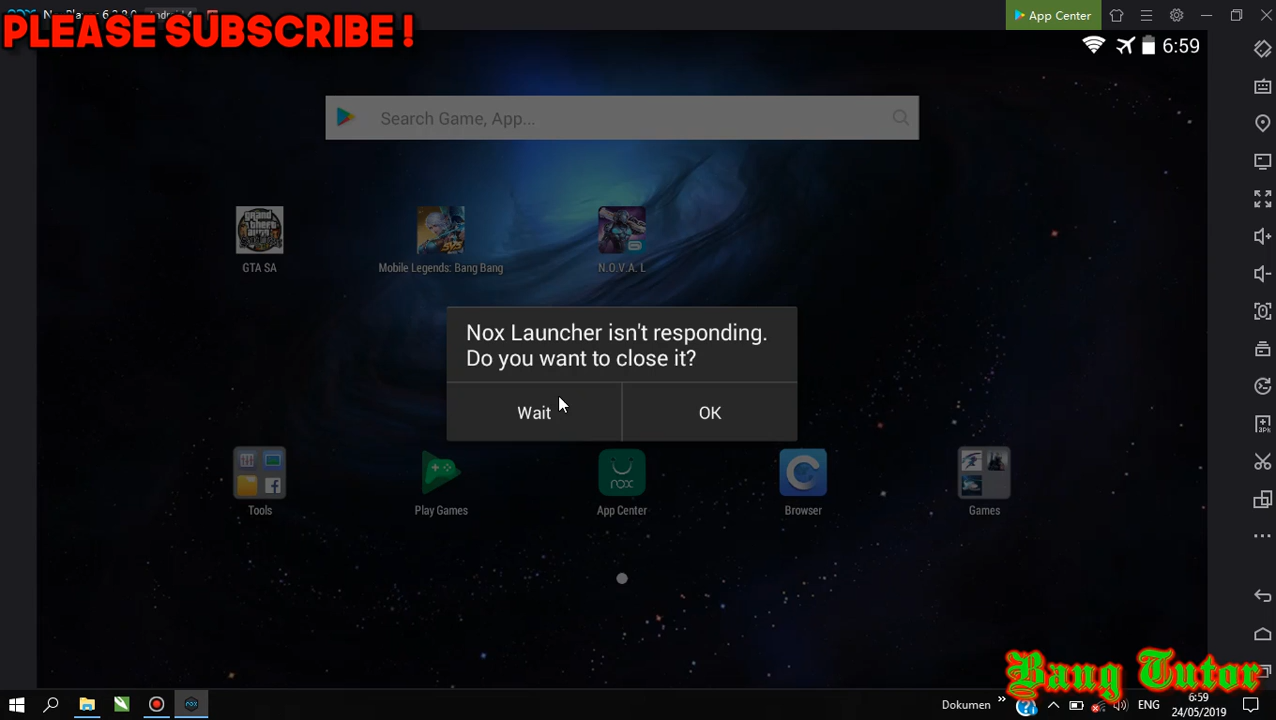 PLEASE SUBSCRIBE !
App Center
6:59
Search Game, App...
GTA SA
Mobile Legends: Bang Bang
N.O.V.A. L
Nox Launcher isn't responding.
Do you want to close it?
Wait
OK
nox
Tools
Play Games
App Center
Browser
Games
Bang Tutor
Dokumen
ENG
6:59
24/05/2019